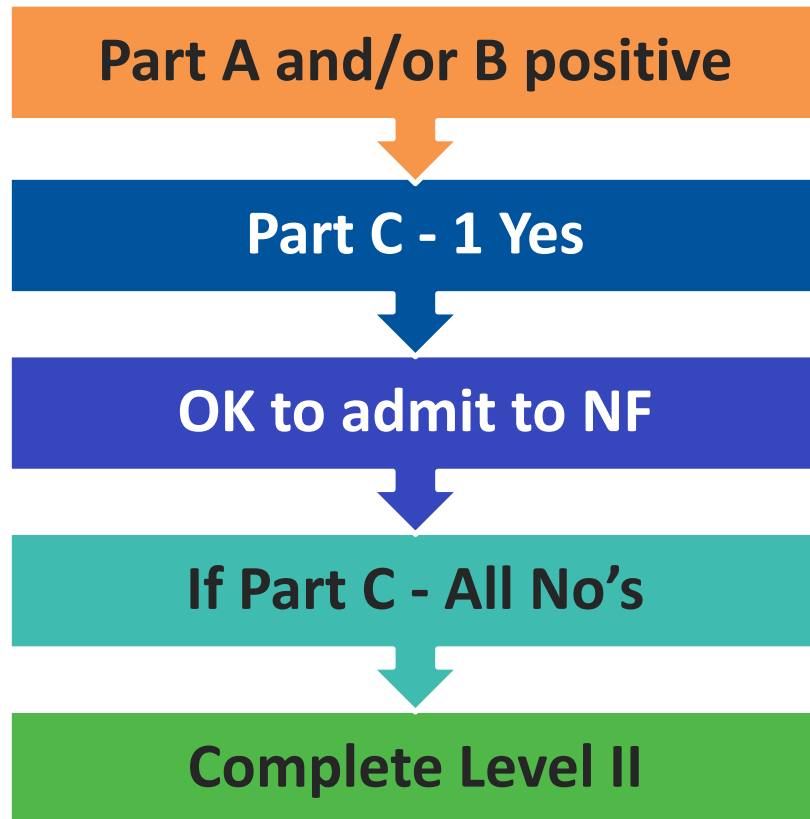 Part A and/or B positive
Part C - 1 Yes
OK to admit to NF
If Part C - All No’s
Complete Level II